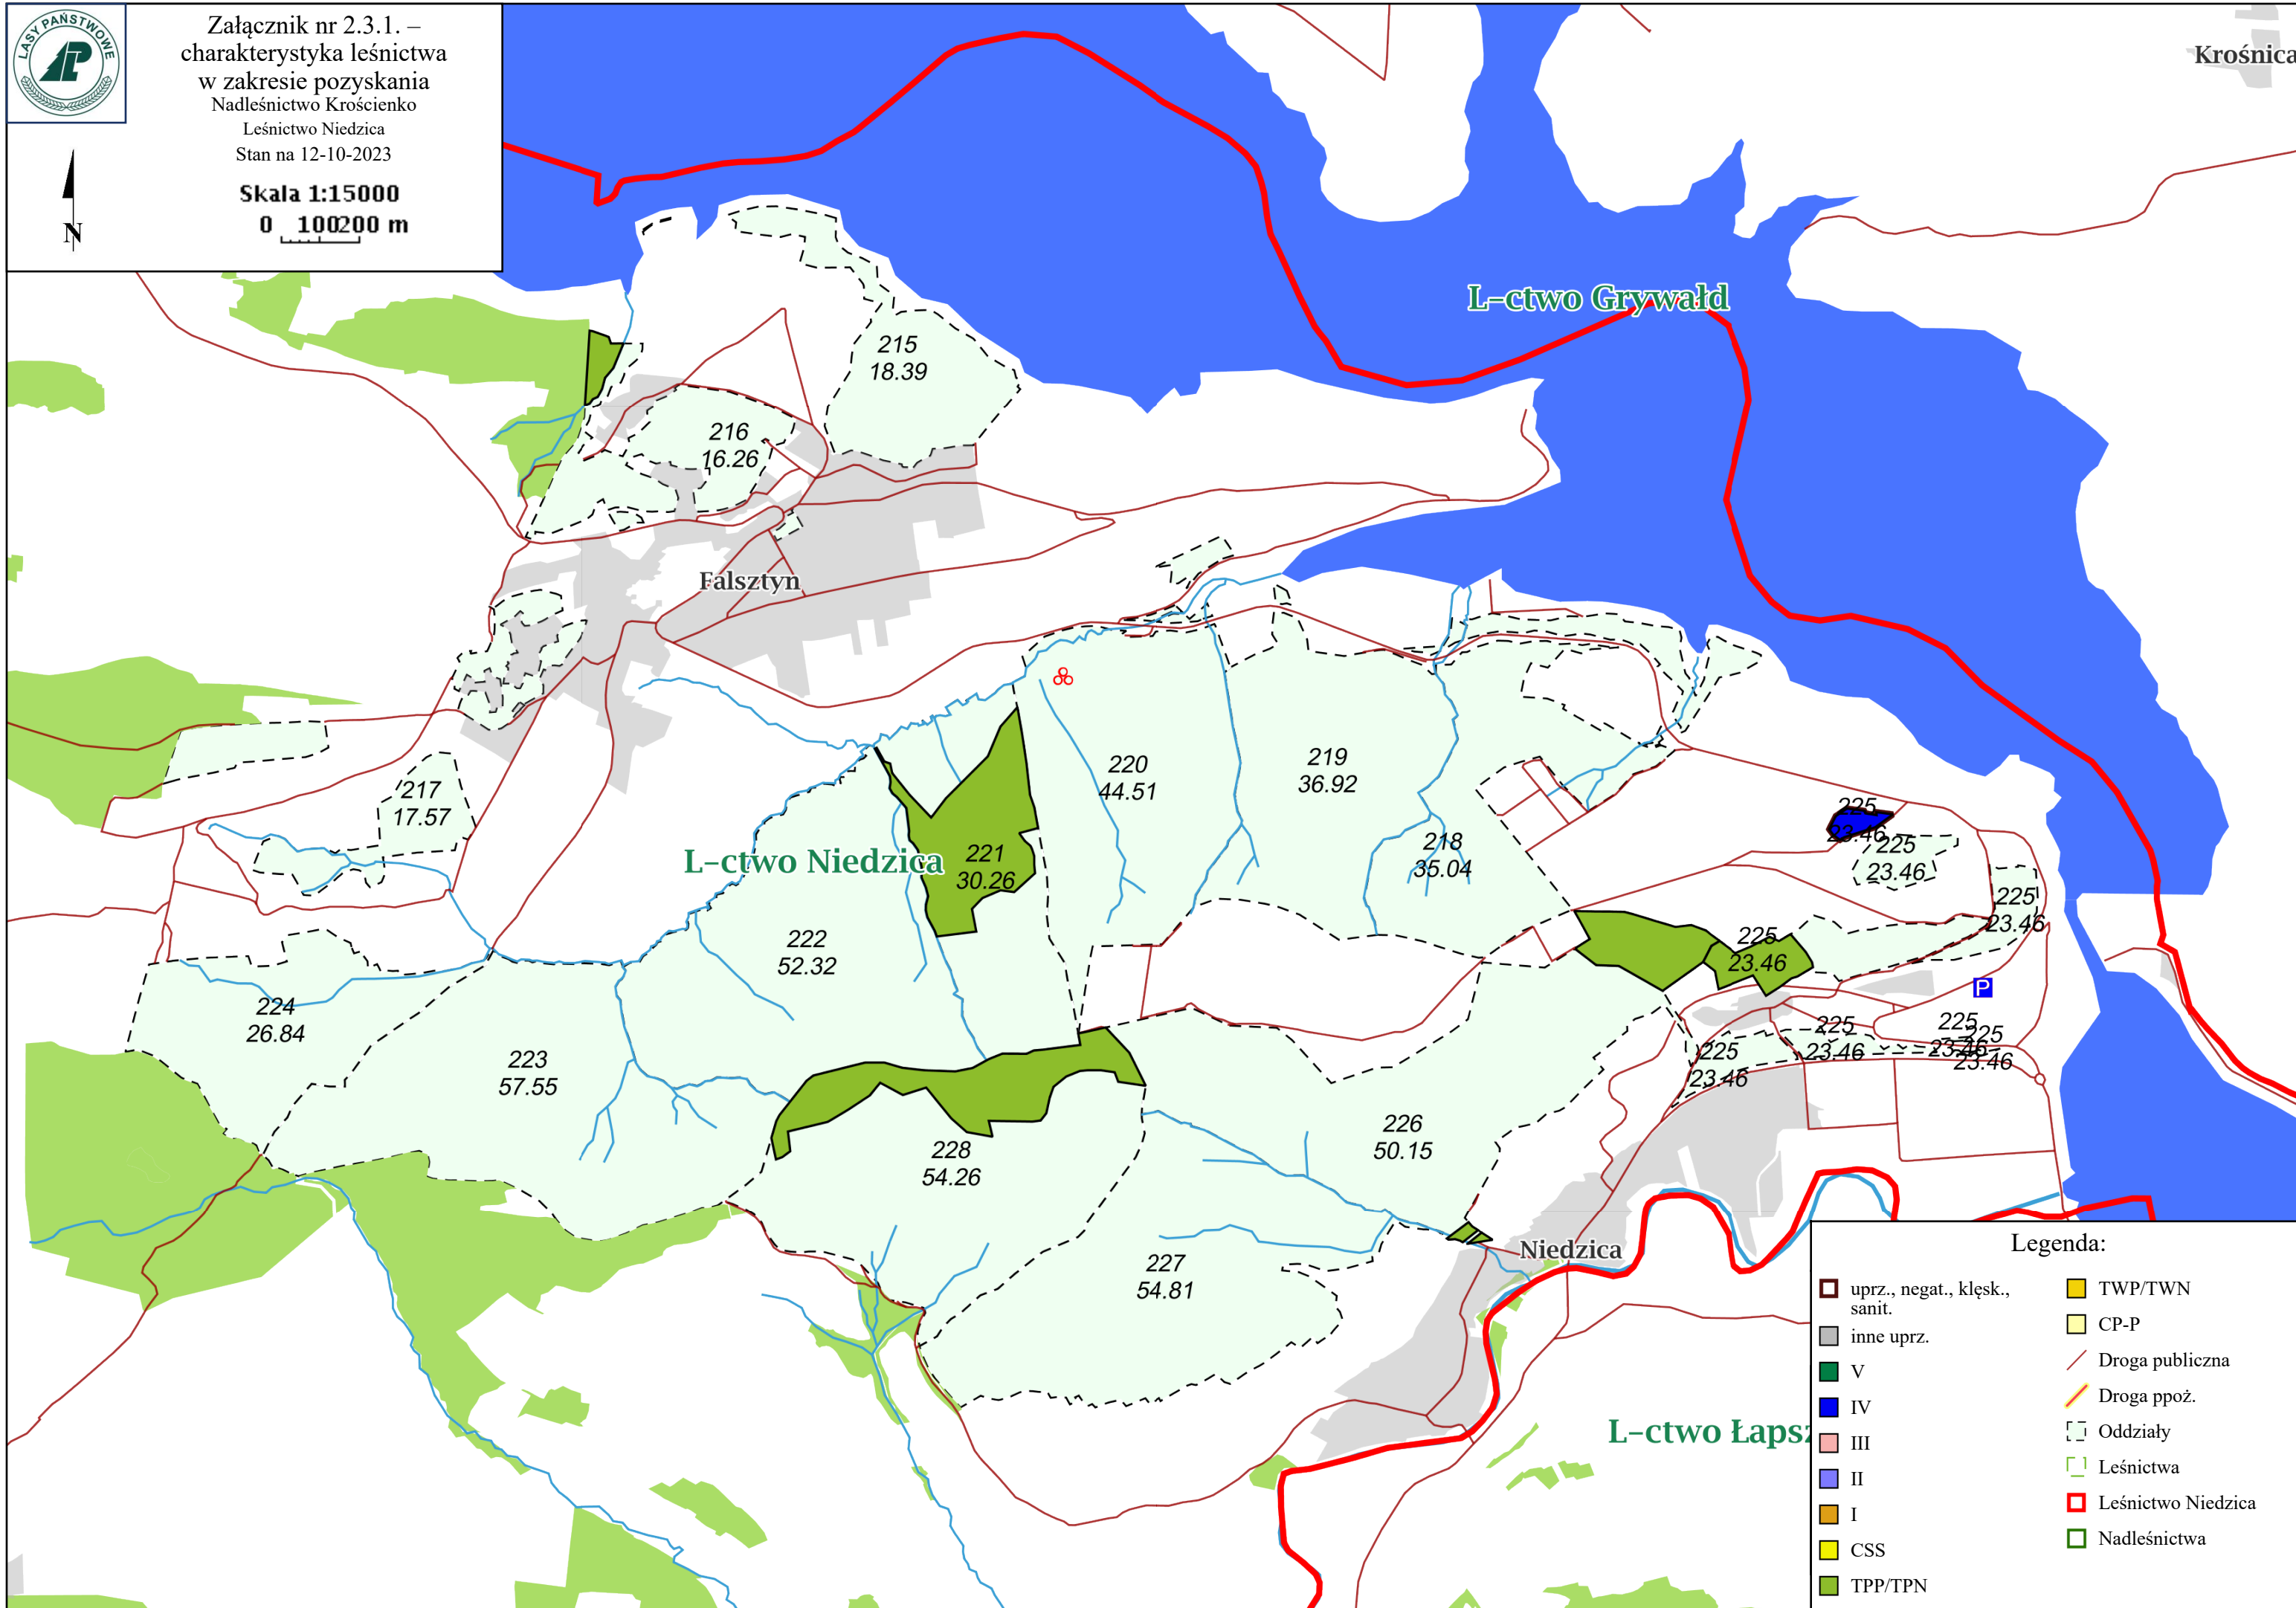 LASY PAŃSTWOWE
Załącznik nr 2.3.1. –
charakterystyka leśnictwa
w zakresie pozyskania
Nadleśnictwo Krościenko
Leśnictwo Niedzica
Stan na 12-10-2023
Skala 1:15000
0 100200 m
N
Krośnica
L-ctwo Grywałd
215
18.39
216
16.26
Falsztyn
217
17.57
220
44.51
219
36.92
218
35.04
L-ctwo Niedzica
221
30.26
222
52.32
225
23.46
225
23.46
225
23.46
225
23.46
P
224
26.84
223
57.55
225
23.46
225
23.46
225
23.46
225
23.46
226
50.15
228
54.26
227
54.81
Niedzica
L-ctwo Łapsz
Legenda:
uprz., negat., klęsk.,
sanit.
inne uprz.
V
IV
III
II
I
CSS
TPP/TPN
TWP/TWN
CP-P
Droga publiczna
Droga ppoż.
Oddziały
Leśnictwa
Leśnictwo Niedzica
Nadleśnictwa